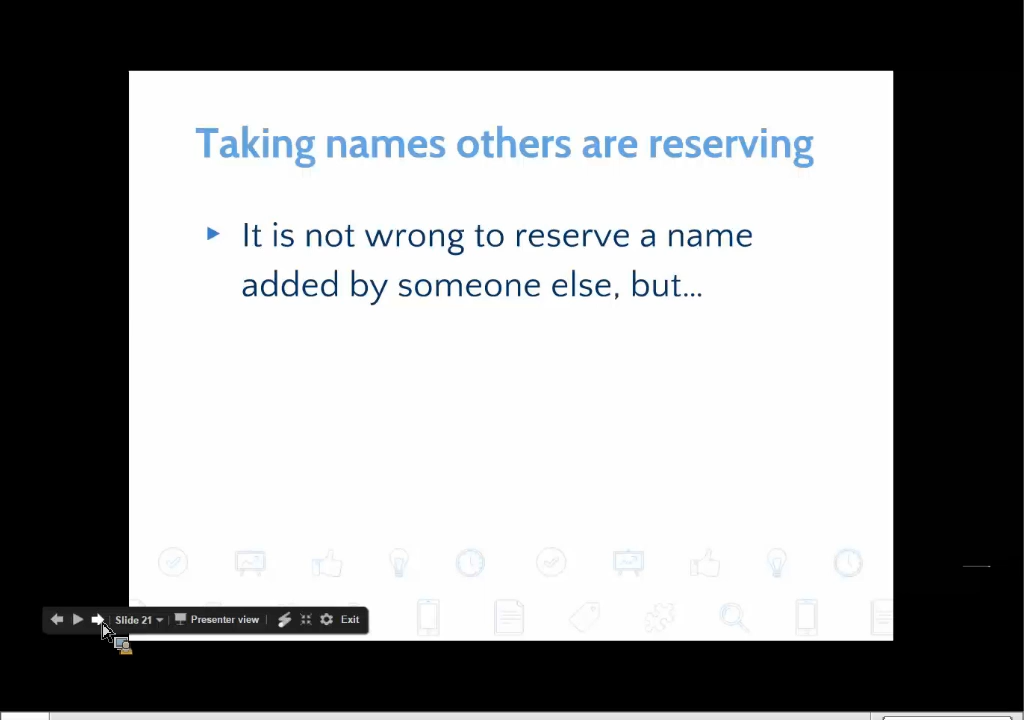 Taking names others are reserving
It is not wrong to reserve a name
added by someone else, but...
Slide 21 Presenter view Exit